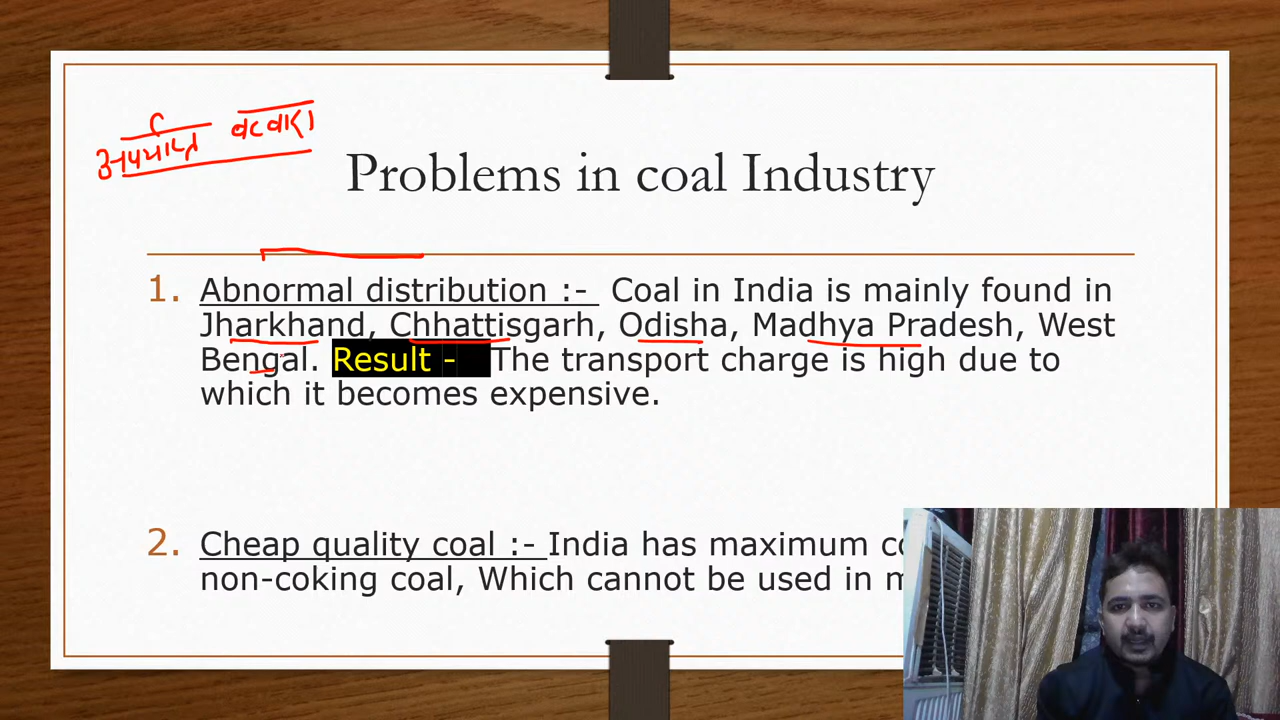 बटवारा
Problems in coal Industry
1. Abnormal distribution :- Coal in India is mainly found in
Jharkhand, Chhattisgarh, Odisha, Madhya Pradesh, West
Bengal. Result - The transport charge is high due to
which it becomes expensive.
2. Cheap quality coal :- India has maximum
non-coking coal, Which cannot be used in